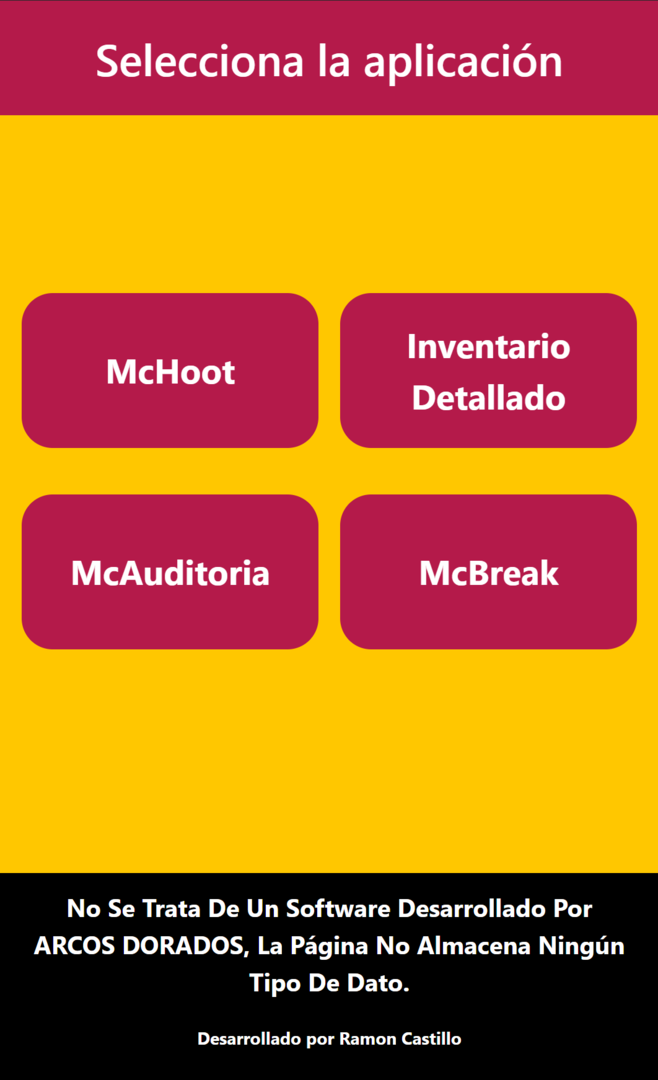 Selecciona la aplicación
McHoot
Inventario
Detallado
McAuditoria
McBreak
No Se Trata De Un Software Desarrollado Por
ARCOS DORADOS, La Página No Almacena Ningún
Tipo De Dato.
Desarrollado por Ramon Castillo